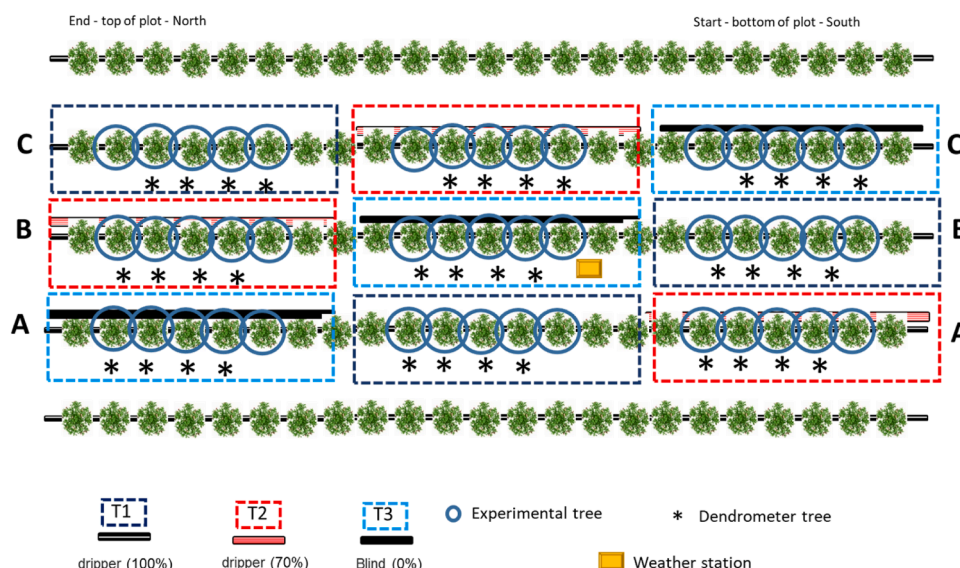 End - top of plot - North
Start - bottom of plot - South
C
C
B
B
A
A
T1
T2
T3
Experimental tree
* Dendrometer tree
dripper (100%)
dripper (70%)
Blind (0%)
Weather station